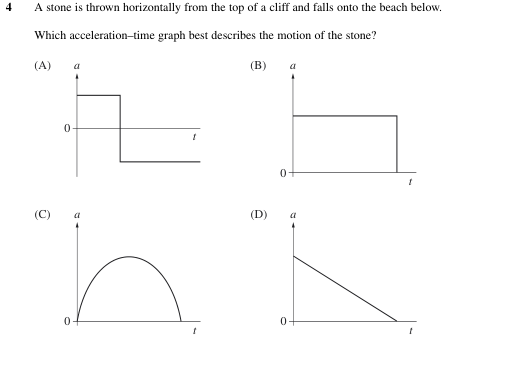 4 A stone is thrown horizontally from the top of a cliff and falls onto the beach below.
Which acceleration–time graph best describes the motion of the stone?
(A) a
0
t
(B) a
0
t
(C) a
0
t
(D) a
0
t